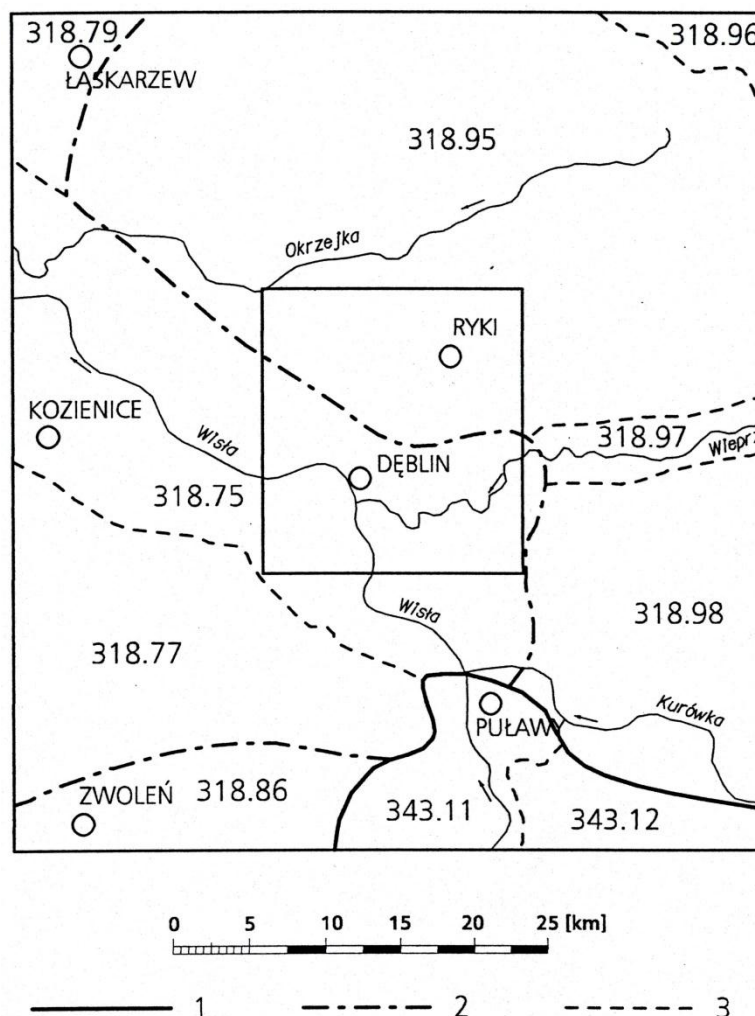 318.79
318.96
ŁASKARZEW
318.95
Okrzejka
RYKI
KOZIENICE
Wisła
318.97
Wieprz
DĘBLIN
318.75
Wisła
318.98
318.77
Kurówka
PUŁAWY
ZWOLEŃ
318.86
343.11
343.12
0 5 10 15 20 25 [km]
1 2 3